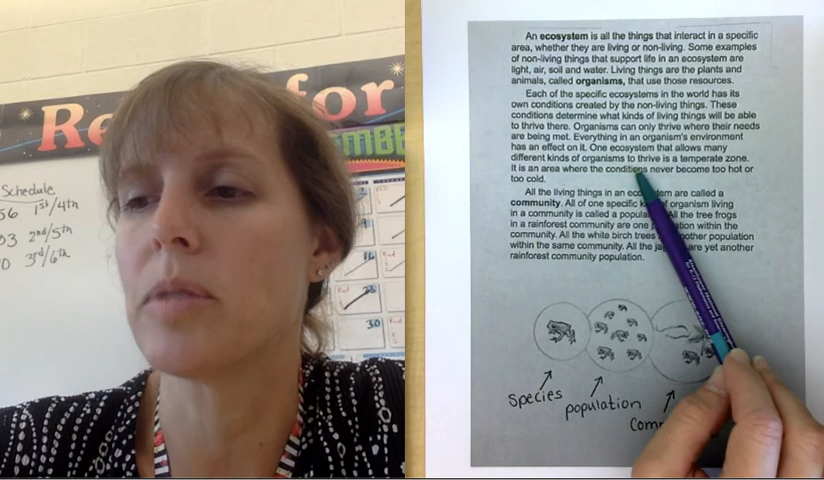 Re for
EMBE
Schedule
56 1st/4th
03 2nd/5th
0 3rd/6th
16
23
30
An ecosystem is all the things that interact in a specific
area, whether they are living or non-living. Some examples
of non-living things that support life in an ecosystem are
light, air, soil and water. Living things are the plants and
animals, called organisms, that use those resources.
Each of the specific ecosystems in the world has its
own conditions created by the non-living things. These
conditions determine what kinds of living things will be able
to thrive there. Organisms can only thrive where their needs
are being met. Everything in an organism's environment
has an effect on it. One ecosystem that allows many
different kinds of organisms to thrive is a temperate zone.
It is an area where the conditions never become too hot or
too cold.
All the living things in an eco em are called a
community. All of one specific k of organism living
in a community is called a popula All the tree frogs
in a rainforest community are one p ation within the
community. All the white birch trees nother population
within the same community. All the ja are yet another
rainforest community population.
Species
population
Com